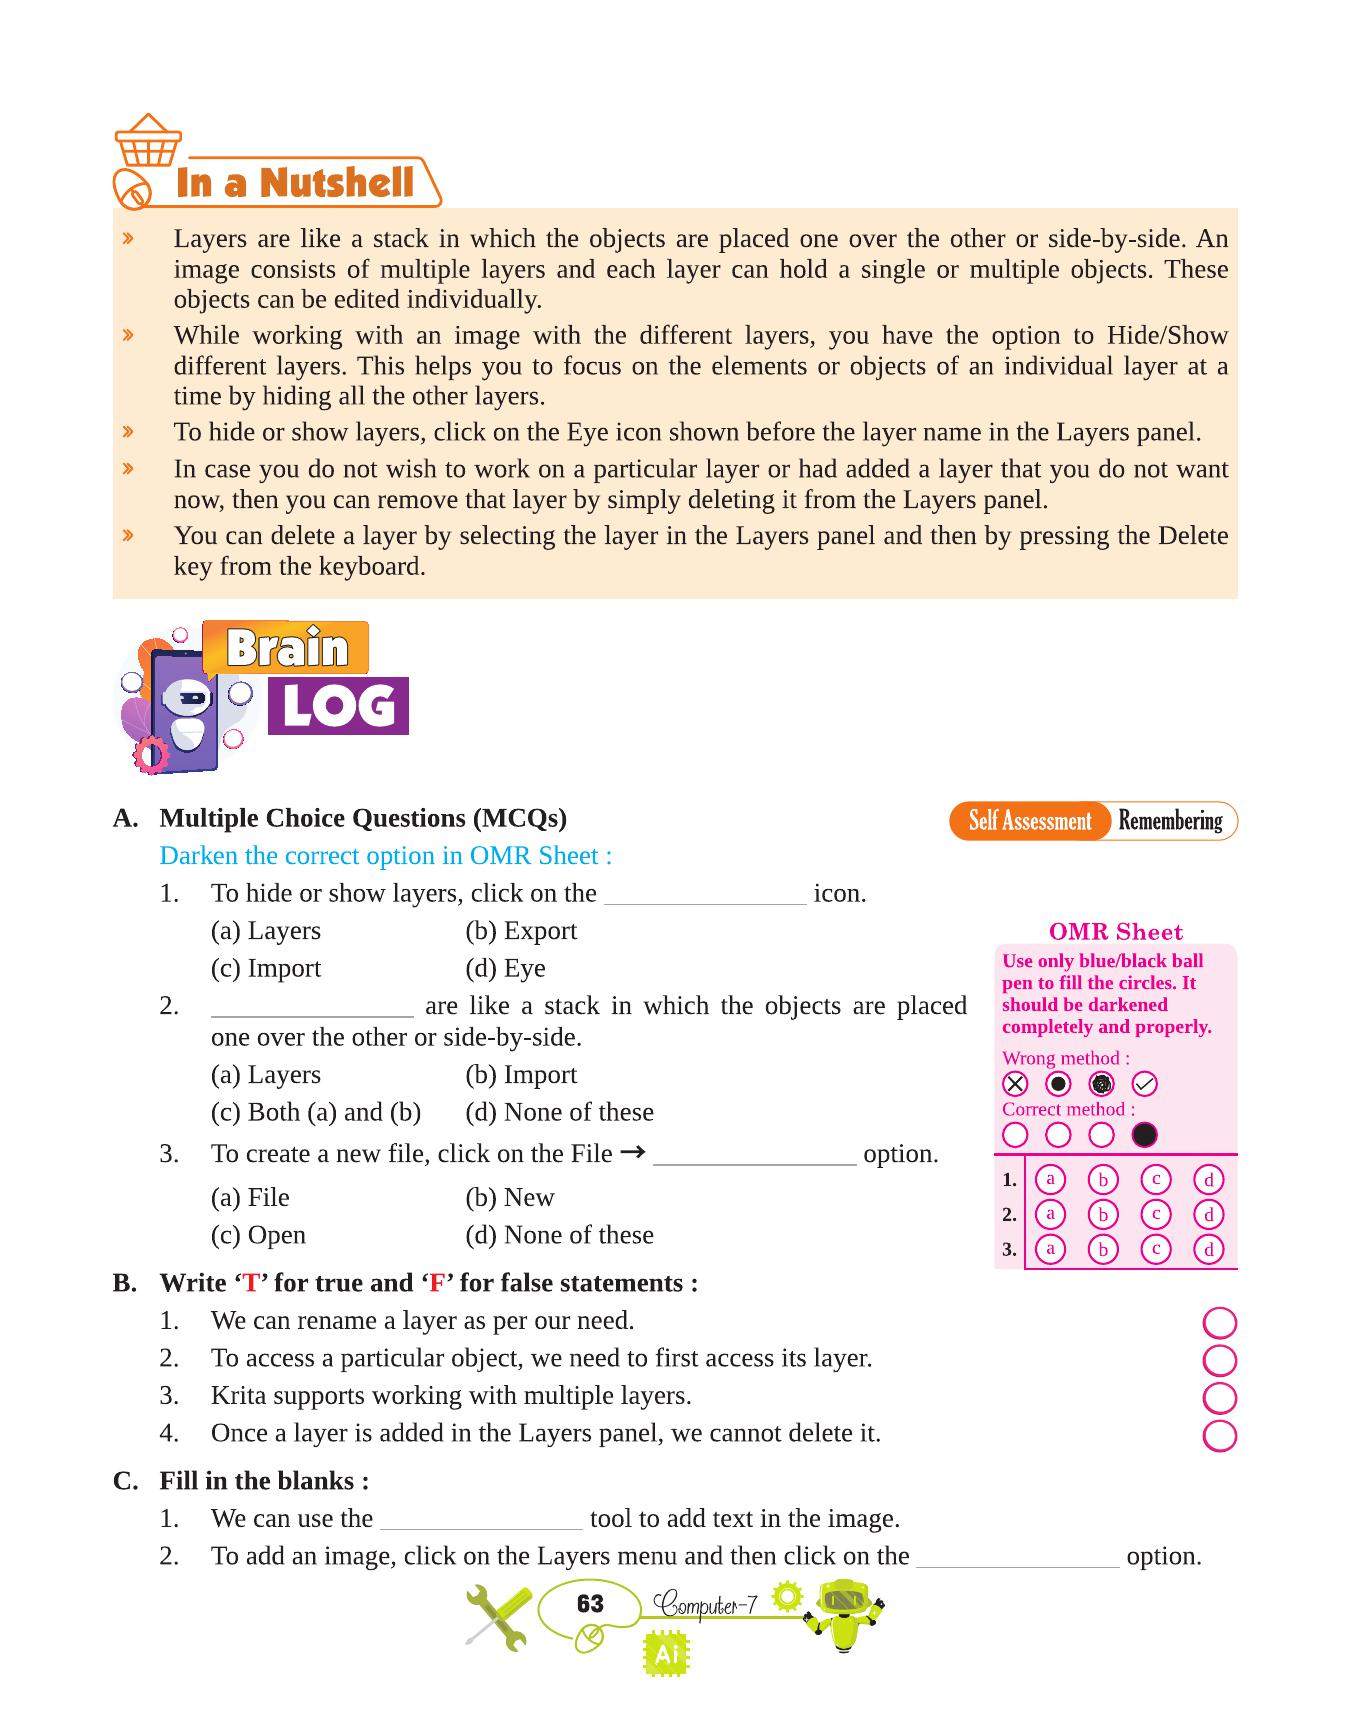 In a Nutshell
» Layers are like a stack in which the objects are placed one over the other or side-by-side. An
image consists of multiple layers and each layer can hold a single or multiple objects. These
objects can be edited individually.
» While working with an image with the different layers, you have the option to Hide/Show
different layers. This helps you to focus on the elements or objects of an individual layer at a
time by hiding all the other layers.
» To hide or show layers, click on the Eye icon shown before the layer name in the Layers panel.
» In case you do not wish to work on a particular layer or had added a layer that you do not want
now, then you can remove that layer by simply deleting it from the Layers panel.
» You can delete a layer by selecting the layer in the Layers panel and then by pressing the Delete
key from the keyboard.
Brain
LOG
A. Multiple Choice Questions (MCQs)
Self Assessment Remembering
Darken the correct option in OMR Sheet :
1. To hide or show layers, click on the _______________ icon.
(a) Layers (b) Export
(c) Import (d) Eye
2. _______________ are like a stack in which the objects are placed
one over the other or side-by-side.
(a) Layers (b) Import
(c) Both (a) and (b) (d) None of these
3. To create a new file, click on the File → _______________ option.
(a) File (b) New
(c) Open (d) None of these
OMR Sheet
Use only blue/black ball
pen to fill the circles. It
should be darkened
completely and properly.
Wrong method :
Correct method :
1. a b c d
2. a b c d
3. a b c d
B. Write ‘T’ for true and ‘F’ for false statements :
1. We can rename a layer as per our need.
2. To access a particular object, we need to first access its layer.
3. Krita supports working with multiple layers.
4. Once a layer is added in the Layers panel, we cannot delete it.
C. Fill in the blanks :
1. We can use the _______________ tool to add text in the image.
2. To add an image, click on the Layers menu and then click on the _______________ option.
63 Computer-7
Ai